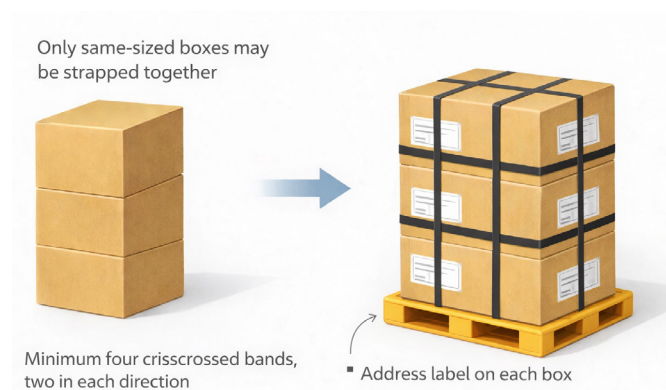 Only same-sized boxes may
be strapped together
Minimum four crisscrossed bands,
two in each direction
▪ Address label on each box